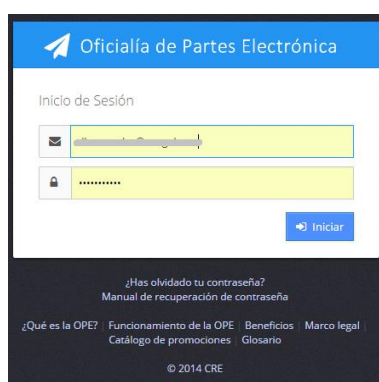 Oficialía de Partes Electrónica
Inicio de Sesión
Iniciar
¿Has olvidado tu contraseña?
Manual de recuperación de contraseña
¿Qué es la OPE? | Funcionamiento de la OPE | Beneficios | Marco legal |
Catálogo de promociones | Glosario
© 2014 CRE